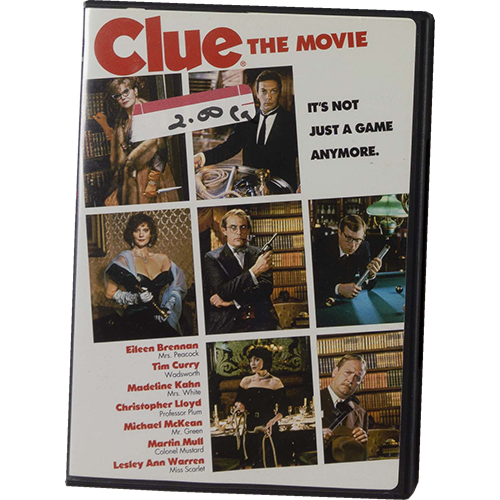 Clue® THE MOVIE
2.00 ea
IT'S NOT
JUST A GAME
ANYMORE.
Eileen Brennan
Mrs. Peacock
Tim Curry
Wadsworth
Madeline Kahn
Mrs. White
Christopher Lloyd
Professor Plum
Michael McKean
Mr. Green
Martin Mull
Colonel Mustard
Lesley Ann Warren
Miss Scarlet